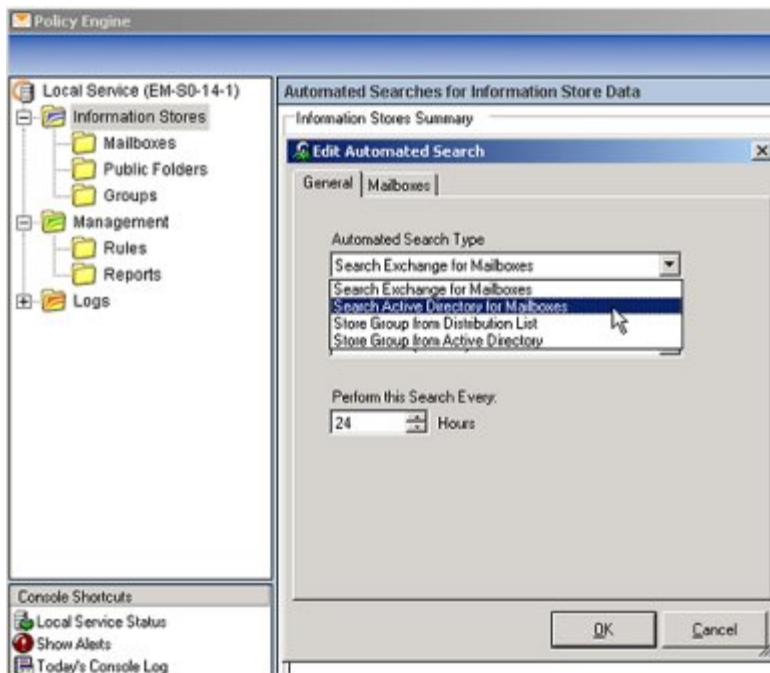 Policy Engine
Local Service (EM-S0-14-1)
Information Stores
Mailboxes
Public Folders
Groups
Management
Rules
Reports
Logs
Console Shortcuts
Local Service Status
Show Alerts
Today's Console Log
Automated Searches for Information Store Data
Information Stores Summary
Edit Automated Search
General
Mailboxes
Automated Search Type
Search Exchange for Mailboxes
Search Exchange for Mailboxes
Search Active Directory for Mailboxes
Store Group from Distribution List
Store Group from Active Directory
Perform this Search Every:
24 Hours
OK
Cancel